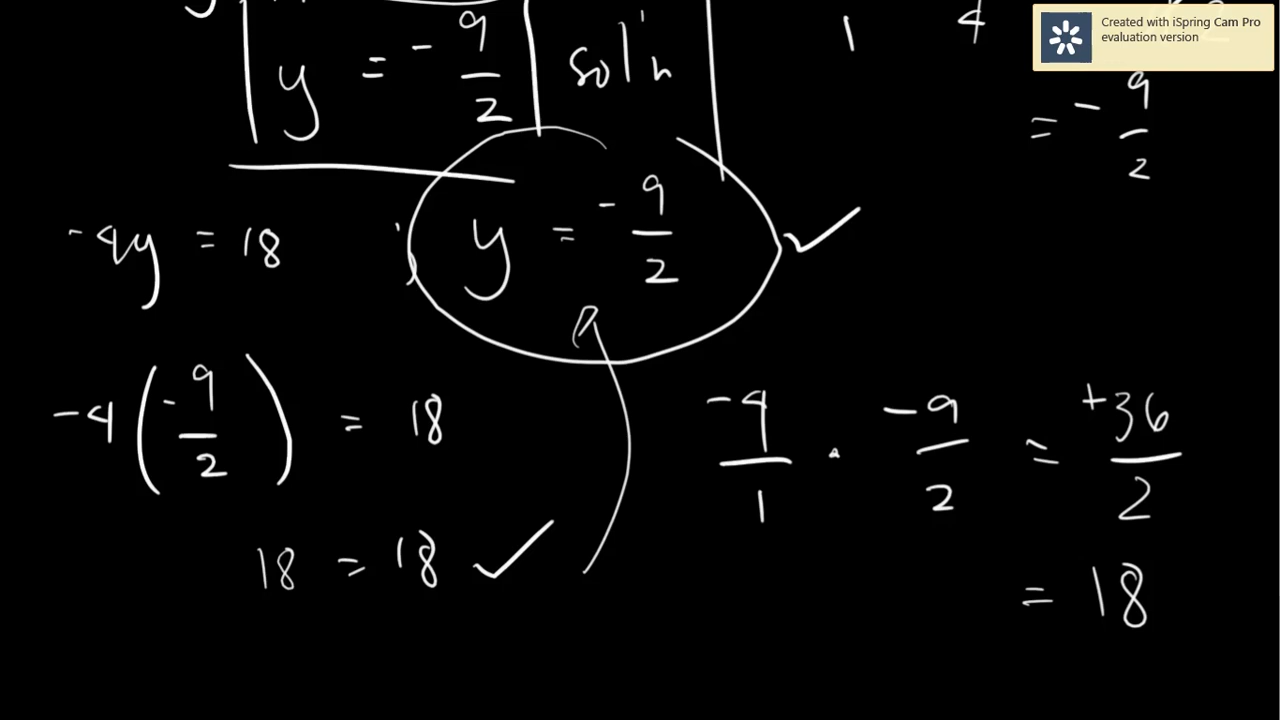 y = -9/2 sol'n
1 4
= -9/2
-4y = 18 ; y = -9/2
-4(-9/2) = 18
18 = 18
-4/1 · -9/2 = +36/2
= 18
Created with iSpring Cam Pro
evaluation version